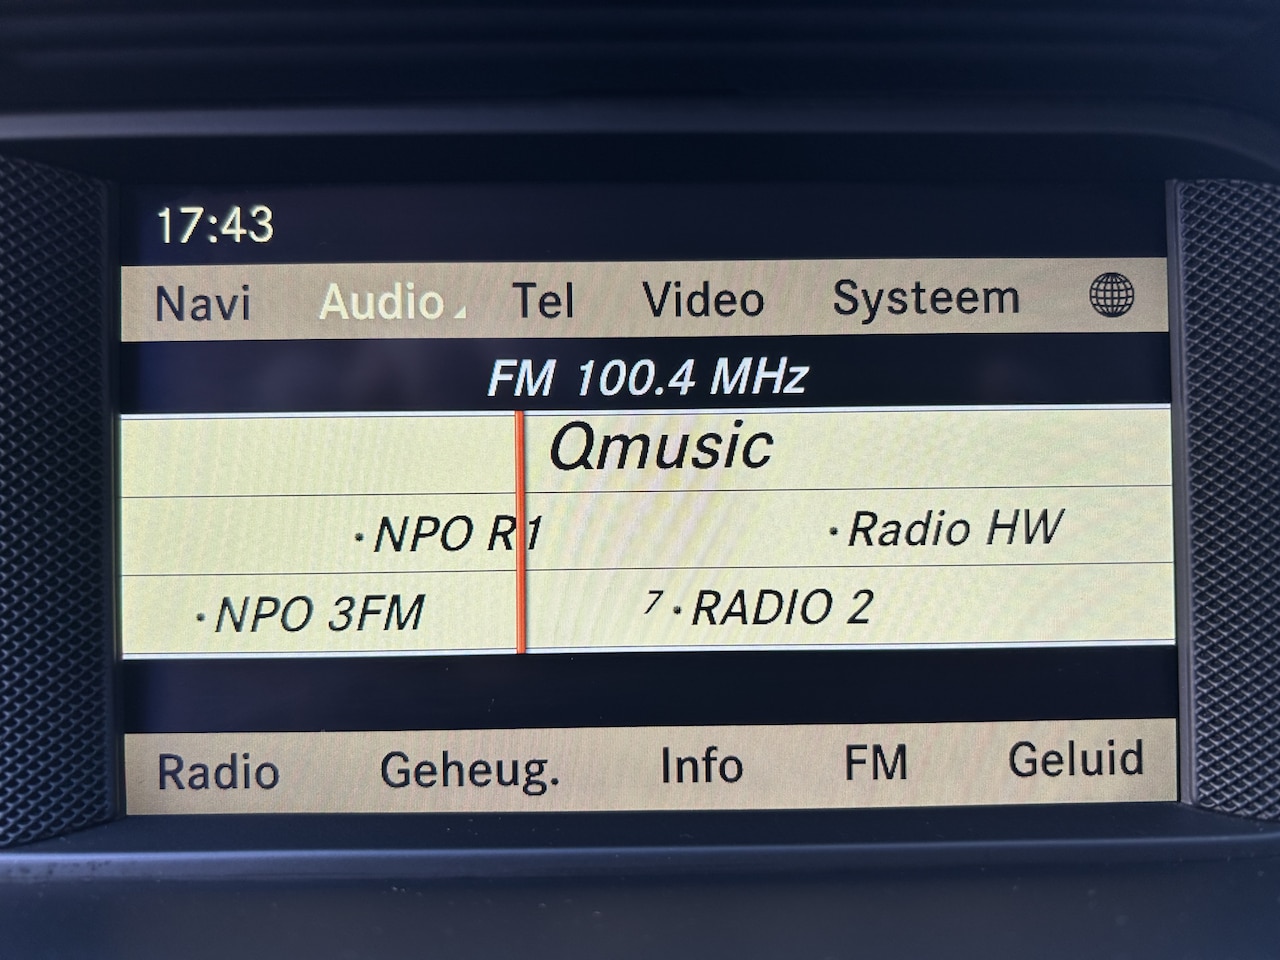 17:43
Navi Audio Tel Video Systeem
FM 100.4 MHz
Qmusic
·NPO R1 ·Radio HW
·NPO 3FM 7·RADIO 2
Radio Geheug. Info FM Geluid